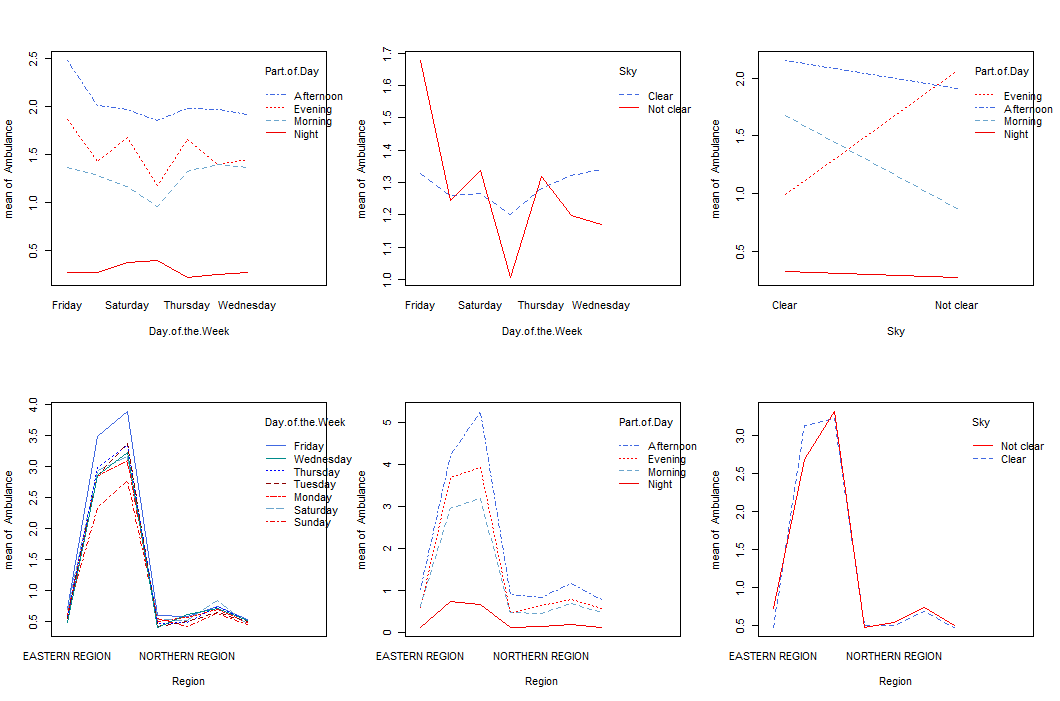 mean of Ambulance
2.5
2.0
1.5
1.0
0.5
Part.of.Day
Afternoon
Evening
Morning
Night
Friday Saturday Thursday Wednesday
Day.of.the.Week
mean of Ambulance
1.7
1.6
1.5
1.4
1.3
1.2
1.1
1.0
Sky
Clear
Not clear
Friday Saturday Thursday Wednesday
Day.of.the.Week
mean of Ambulance
2.0
1.5
1.0
0.5
Part.of.Day
Evening
Afternoon
Morning
Night
Clear Not clear
Sky
mean of Ambulance
4.0
3.5
3.0
2.5
2.0
1.5
1.0
0.5
Day.of.the.Week
Friday
Wednesday
Thursday
Tuesday
Monday
Saturday
Sunday
EASTERN REGION NORTHERN REGION
Region
mean of Ambulance
5
4
3
2
1
0
Part.of.Day
Afternoon
Evening
Morning
Night
EASTERN REGION NORTHERN REGION
Region
mean of Ambulance
3.0
2.5
2.0
1.5
1.0
0.5
Sky
Not clear
Clear
EASTERN REGION NORTHERN REGION
Region